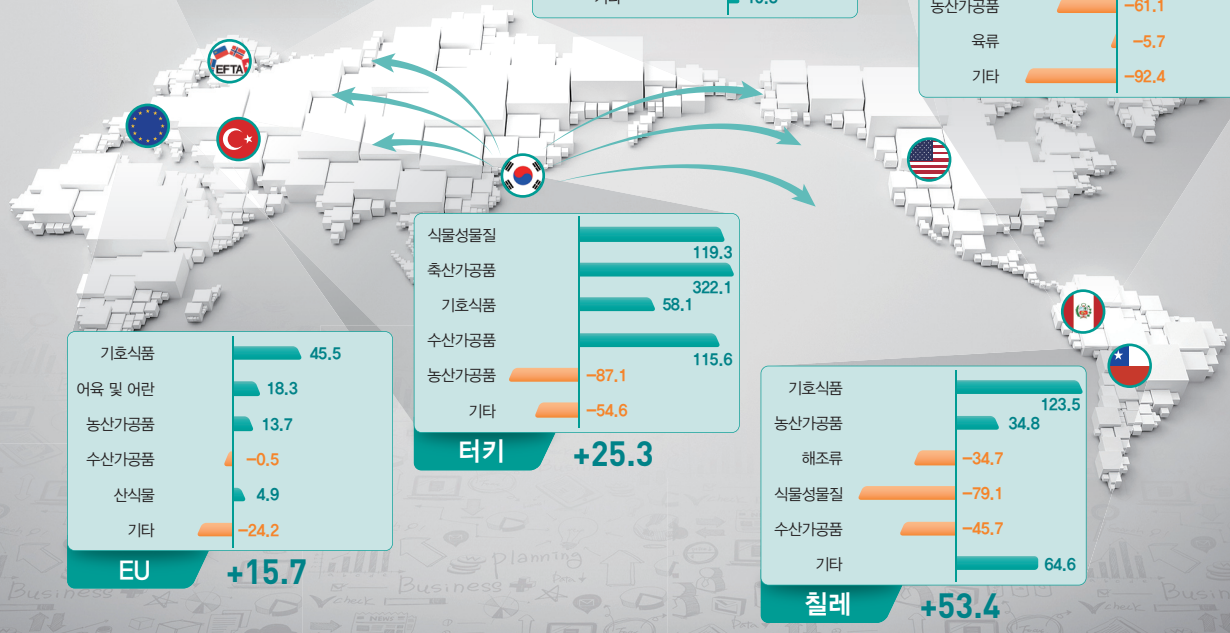 농산가공품 -61.1
육류 -5.7
기타 -92.4
EFTA
식물성물질 119.3
축산가공품 322.1
기호식품 58.1
수산가공품 115.6
농산가공품 -87.1
기타 -54.6
터키 +25.3
기호식품 45.5
어육 및 어란 18.3
농산가공품 13.7
수산가공품 -0.5
산식물 4.9
기타 -24.2
EU +15.7
기호식품 123.5
농산가공품 34.8
해조류 -34.7
식물성물질 -79.1
수산가공품 -45.7
기타 64.6
칠레 +53.4
planning
Business